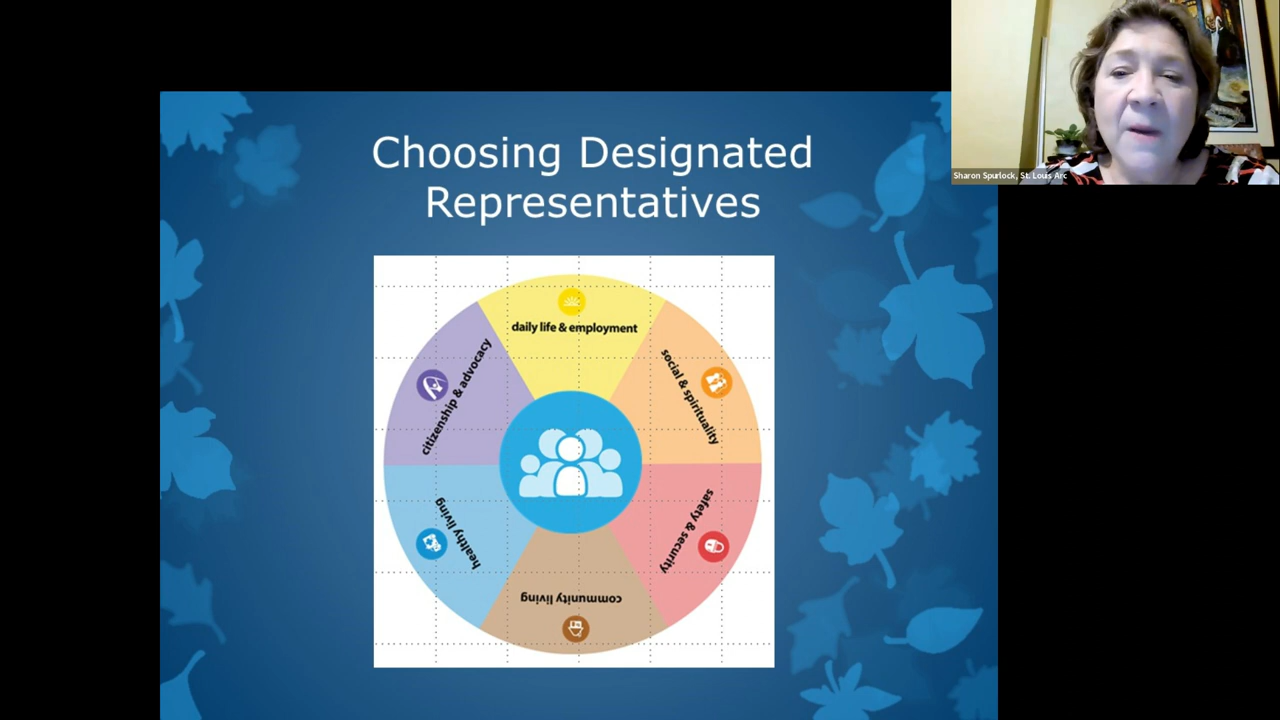 Choosing Designated
Representatives
Sharon Spurlock, St. Louis Arc
daily life & employment
social & spirituality
safety & security
community living
healthy living
citizenship & advocacy